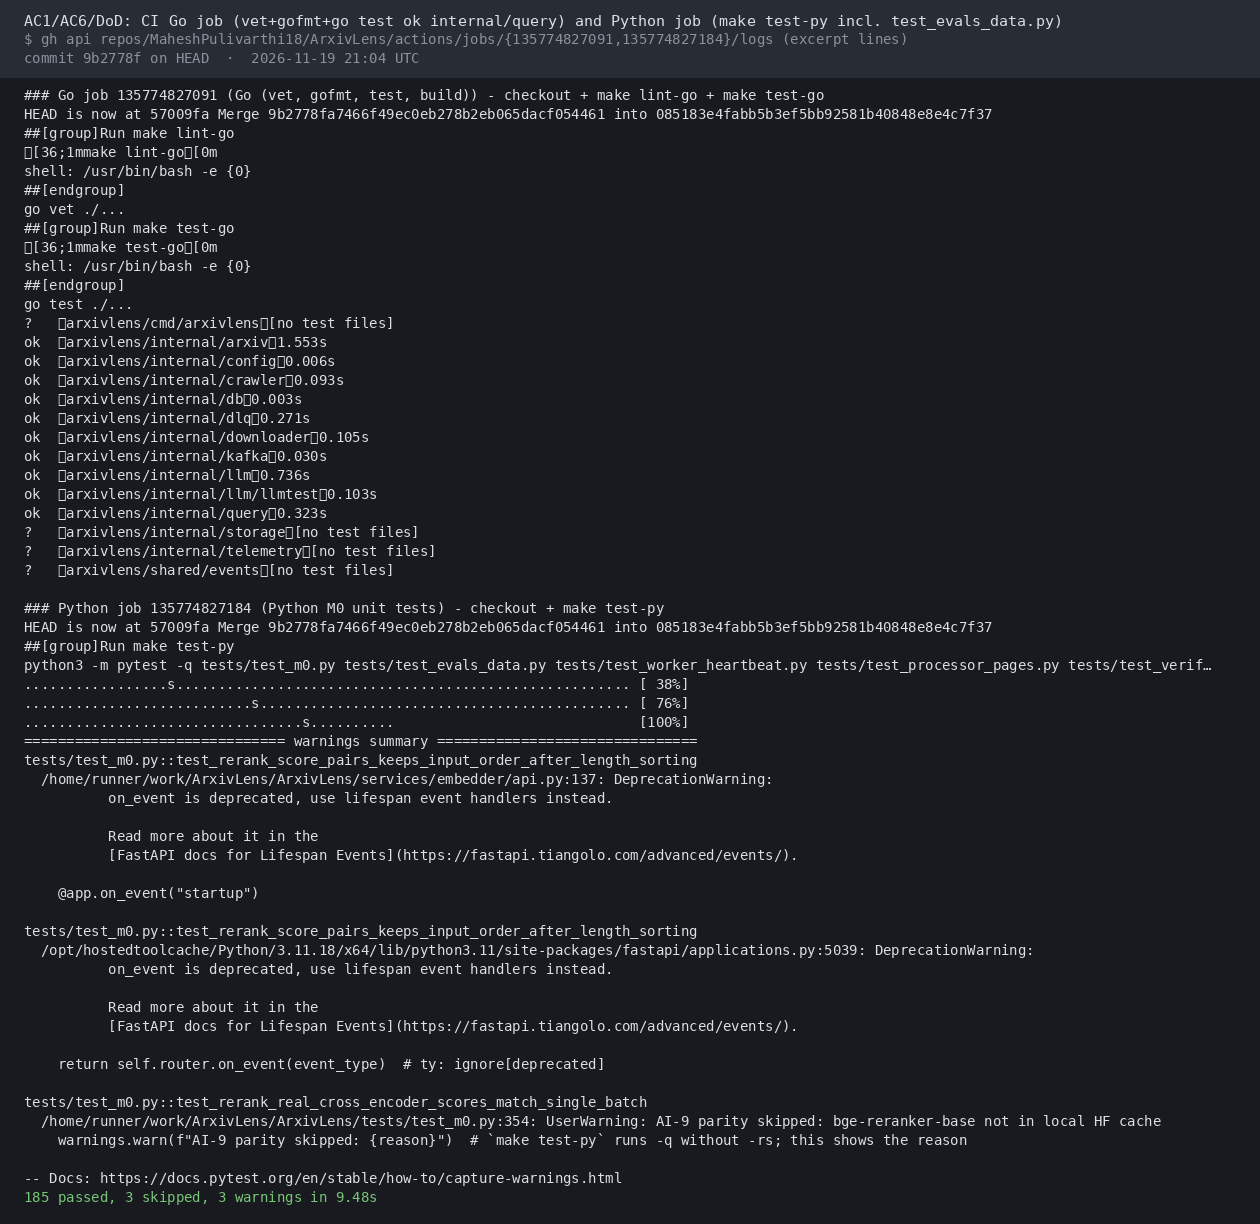 AC1/AC6/DoD: CI Go job (vet+gofmt+go test ok internal/query) and Python job (make test-py incl. test_evals_data.py)
$ gh api repos/MaheshPulivarthi18/ArxivLens/actions/jobs/{135774827091,135774827184}/logs (excerpt lines)
commit 9b2778f on HEAD  ·  2026-11-19 21:04 UTC
### Go job 135774827091 (Go (vet, gofmt, test, build)) - checkout + make lint-go + make test-go
HEAD is now at 57009fa Merge 9b2778fa7466f49ec0eb278b2eb065dacf054461 into 085183e4fabb5b3ef5bb92581b40848e8e4c7f37
##[group]Run make lint-go
▯[36;1mmake lint-go▯[0m
shell: /usr/bin/bash -e {0}
##[endgroup]
go vet ./...
##[group]Run make test-go
▯[36;1mmake test-go▯[0m
shell: /usr/bin/bash -e {0}
##[endgroup]
go test ./...
?   ▯arxivlens/cmd/arxivlens▯[no test files]
ok  ▯arxivlens/internal/arxiv▯1.553s
ok  ▯arxivlens/internal/config▯0.006s
ok  ▯arxivlens/internal/crawler▯0.093s
ok  ▯arxivlens/internal/db▯0.003s
ok  ▯arxivlens/internal/dlq▯0.271s
ok  ▯arxivlens/internal/downloader▯0.105s
ok  ▯arxivlens/internal/kafka▯0.030s
ok  ▯arxivlens/internal/llm▯0.736s
ok  ▯arxivlens/internal/llm/llmtest▯0.103s
ok  ▯arxivlens/internal/query▯0.323s
?   ▯arxivlens/internal/storage▯[no test files]
?   ▯arxivlens/internal/telemetry▯[no test files]
?   ▯arxivlens/shared/events▯[no test files]
### Python job 135774827184 (Python M0 unit tests) - checkout + make test-py
HEAD is now at 57009fa Merge 9b2778fa7466f49ec0eb278b2eb065dacf054461 into 085183e4fabb5b3ef5bb92581b40848e8e4c7f37
##[group]Run make test-py
python3 -m pytest -q tests/test_m0.py tests/test_evals_data.py tests/test_worker_heartbeat.py tests/test_processor_pages.py tests/test_verif…
.................s...................................................... [ 38%]
...........................s............................................ [ 76%]
.................................s..........                             [100%]
=============================== warnings summary ===============================
tests/test_m0.py::test_rerank_score_pairs_keeps_input_order_after_length_sorting
  /home/runner/work/ArxivLens/ArxivLens/services/embedder/api.py:137: DeprecationWarning:
          on_event is deprecated, use lifespan event handlers instead.
          Read more about it in the
          [FastAPI docs for Lifespan Events](https://fastapi.tiangolo.com/advanced/events/).
    @app.on_event("startup")
tests/test_m0.py::test_rerank_score_pairs_keeps_input_order_after_length_sorting
  /opt/hostedtoolcache/Python/3.11.18/x64/lib/python3.11/site-packages/fastapi/applications.py:5039: DeprecationWarning:
          on_event is deprecated, use lifespan event handlers instead.
          Read more about it in the
          [FastAPI docs for Lifespan Events](https://fastapi.tiangolo.com/advanced/events/).
    return self.router.on_event(event_type)  # ty: ignore[deprecated]
tests/test_m0.py::test_rerank_real_cross_encoder_scores_match_single_batch
  /home/runner/work/ArxivLens/ArxivLens/tests/test_m0.py:354: UserWarning: AI-9 parity skipped: bge-reranker-base not in local HF cache
    warnings.warn(f"AI-9 parity skipped: {reason}")  # `make test-py` runs -q without -rs; this shows the reason
-- Docs: https://docs.pytest.org/en/stable/how-to/capture-warnings.html
185 passed, 3 skipped, 3 warnings in 9.48s